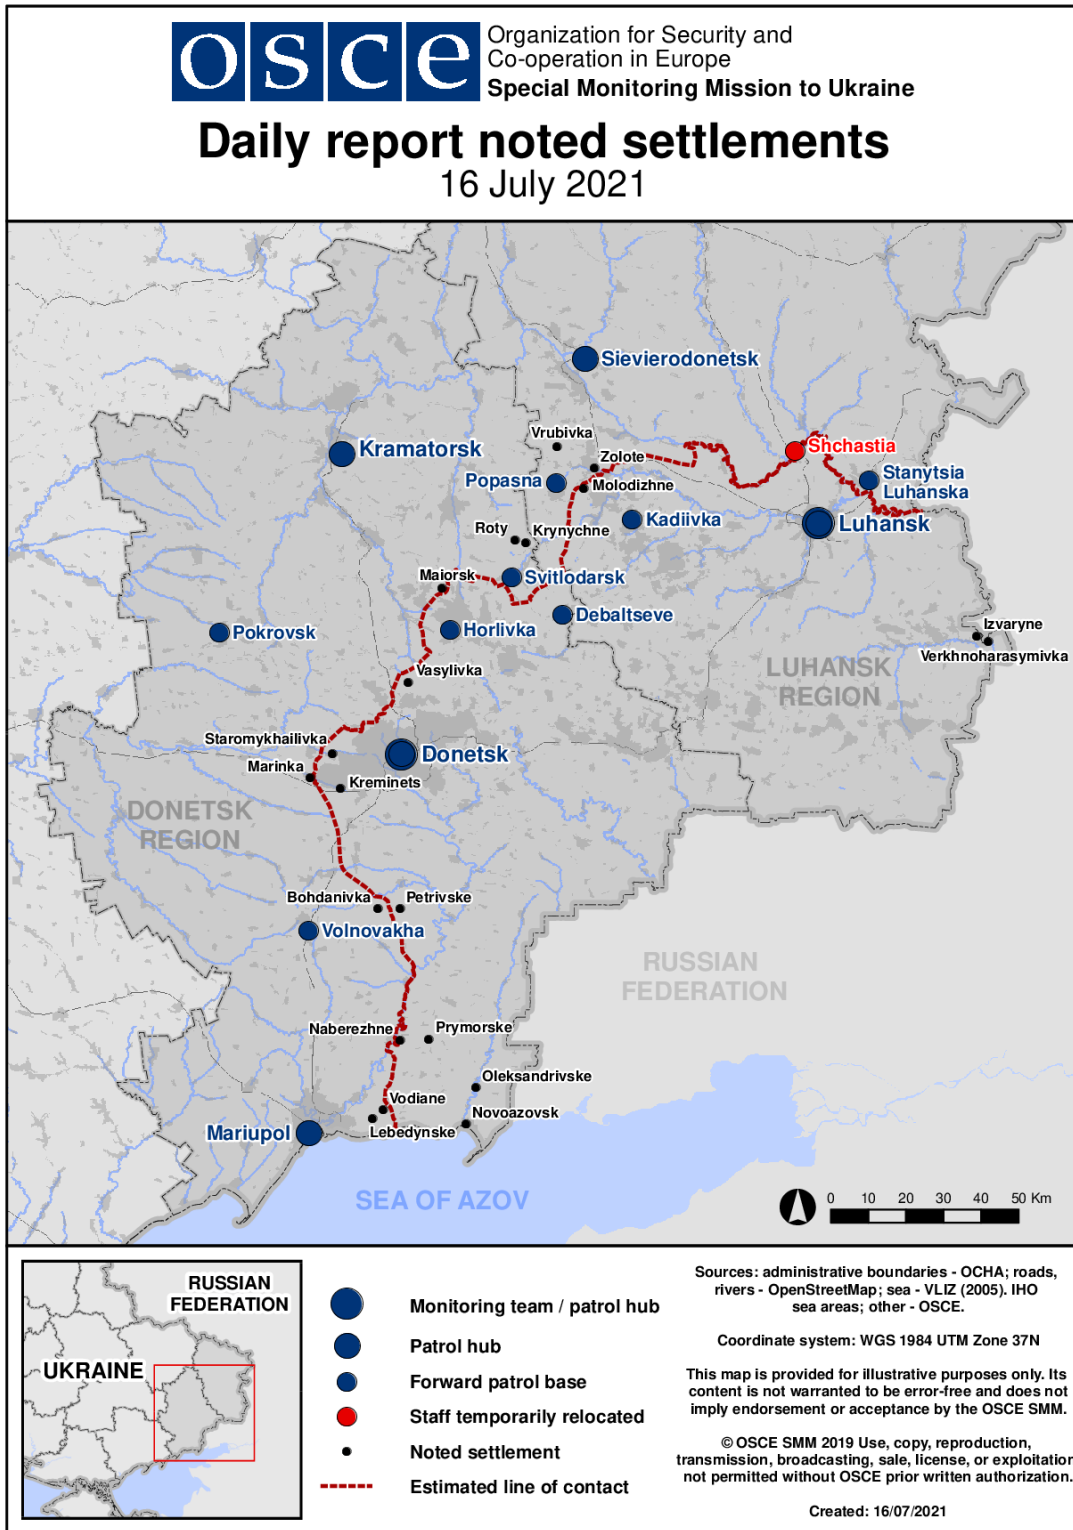 osce
Organization for Security and
Co-operation in Europe
Special Monitoring Mission to Ukraine
Daily report noted settlements
16 July 2021
Sievierodonetsk
Vrubivka
Kramatorsk
Zolote
Shchastia
Popasna
Molodizhne
Stanytsia
Luhanska
Kadiivka
Luhansk
Roty
Krynychne
Maiorsk
Svitlodarsk
Debaltseve
Pokrovsk
Horlivka
Izvaryne
Verkhnoharasymivka
Vasylivka
LUHANSK
REGION
Staromykhailivka
Marinka
Donetsk
Kreminets
DONETSK
REGION
Bohdanivka
Petrivske
Volnovakha
RUSSIAN
FEDERATION
Naberezhne
Prymorske
Oleksandrivske
Vodiane
Novoazovsk
Mariupol
Lebedynske
SEA OF AZOV
0 10 20 30 40 50 Km
RUSSIAN
FEDERATION
UKRAINE
Monitoring team / patrol hub
Patrol hub
Forward patrol base
Staff temporarily relocated
Noted settlement
Estimated line of contact
Sources: administrative boundaries - OCHA; roads,
rivers - OpenStreetMap; sea - VLIZ (2005). IHO
sea areas; other - OSCE.
Coordinate system: WGS 1984 UTM Zone 37N
This map is provided for illustrative purposes only. Its
content is not warranted to be error-free and does not
imply endorsement or acceptance by the OSCE SMM.
© OSCE SMM 2019 Use, copy, reproduction,
transmission, broadcasting, sale, license, or exploitation
not permitted without OSCE prior written authorization.
Created: 16/07/2021